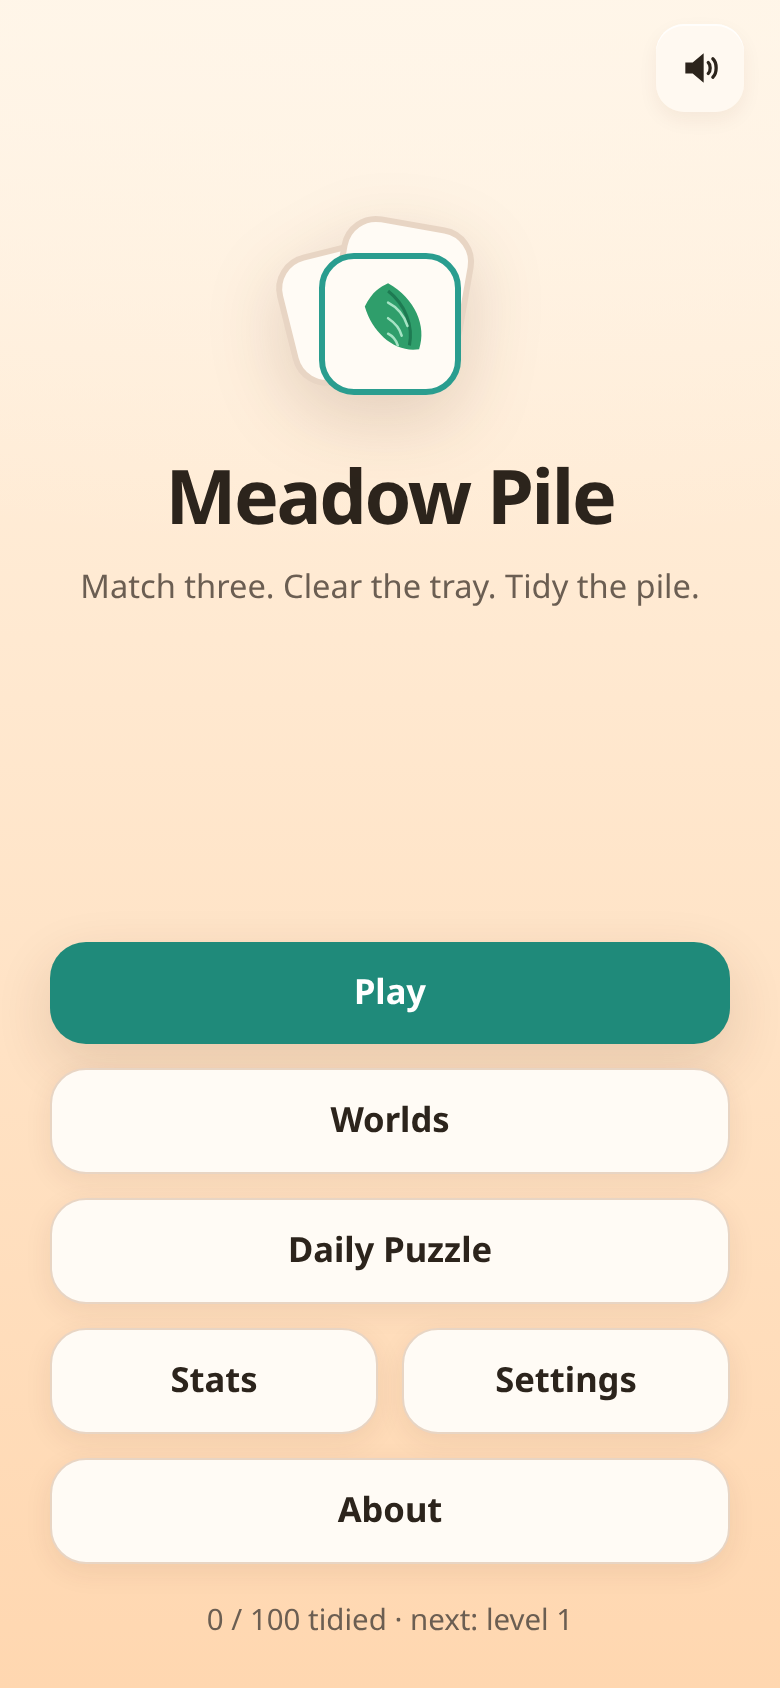 Meadow Pile
Match three. Clear the tray. Tidy the pile.
Play
Worlds
Daily Puzzle
Stats
Settings
About
0 / 100 tidied · next: level 1